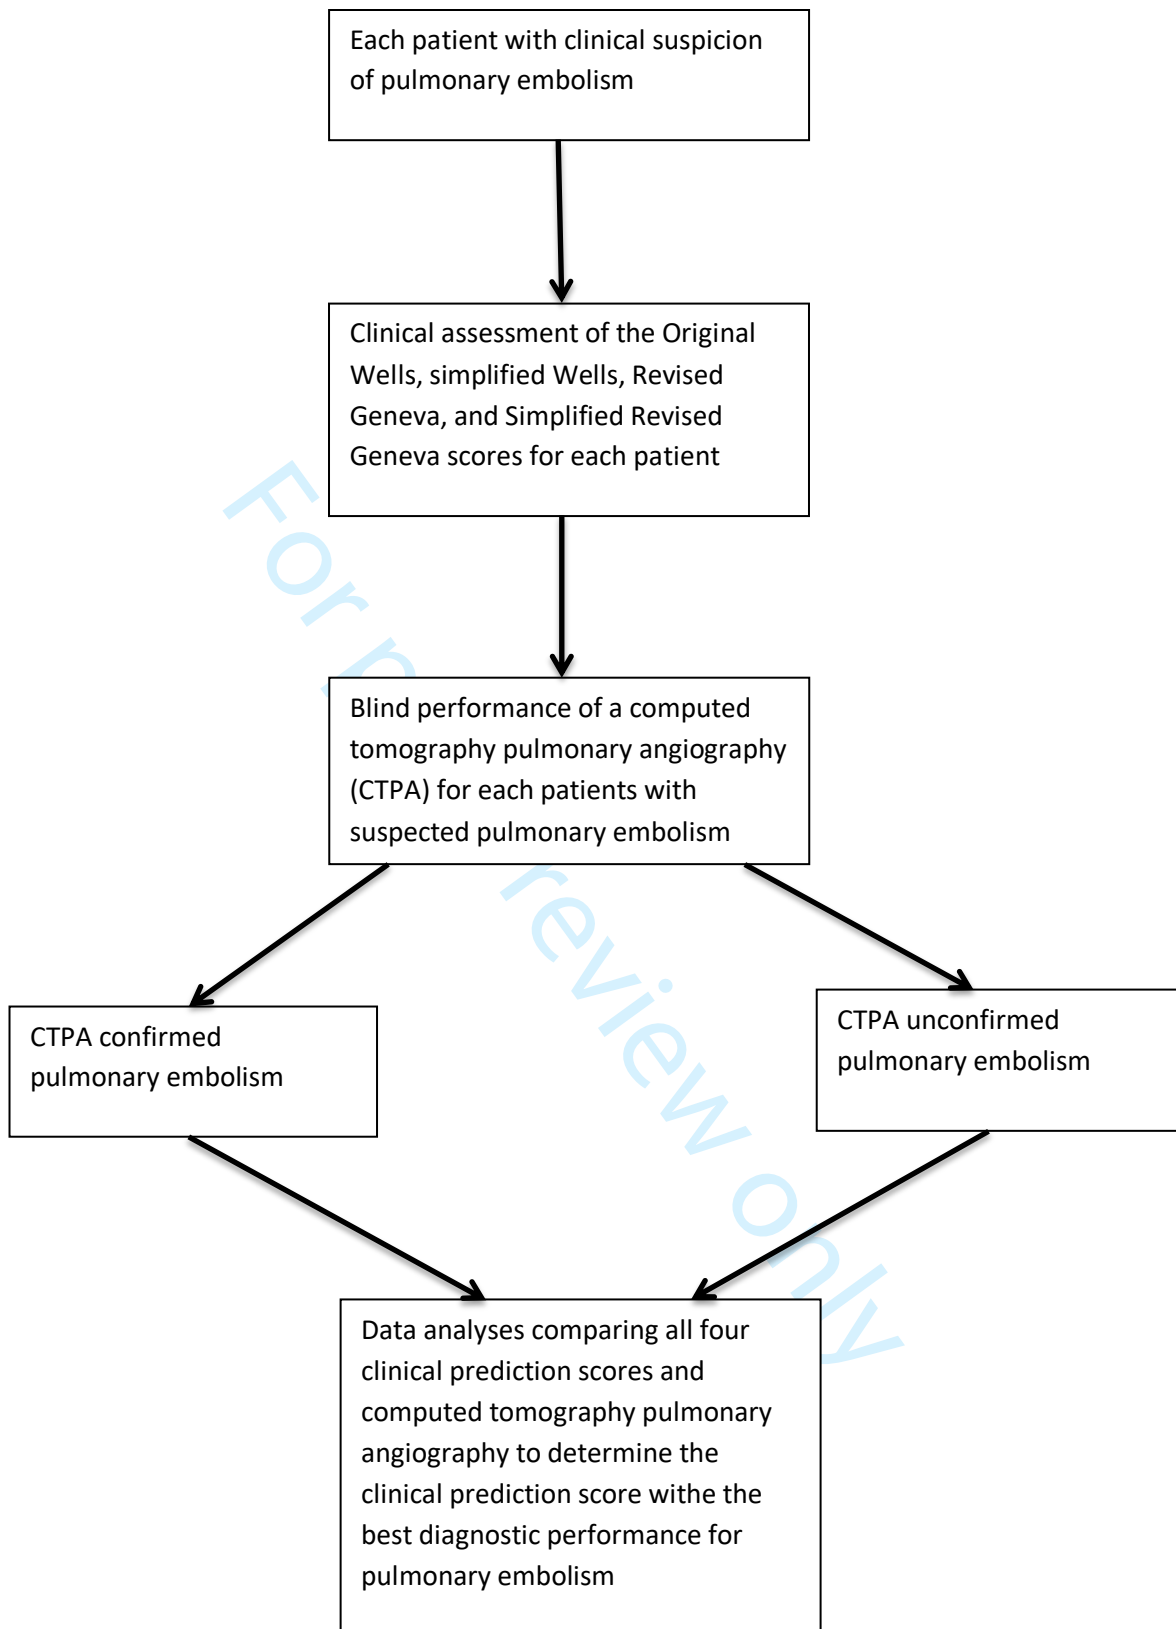 Each patient with clinical suspicion
of pulmonary embolism
Clinical assessment of the Original
Wells, simplified Wells, Revised
Geneva, and Simplified Revised
Geneva scores for each patient
Blind performance of a computed
tomography pulmonary angiography
(CTPA) for each patients with
suspected pulmonary embolism
CTPA confirmed
pulmonary embolism
CTPA unconfirmed
pulmonary embolism
Data analyses comparing all four
clinical prediction scores and
computed tomography pulmonary
angiography to determine the
clinical prediction score withe the
best diagnostic performance for
pulmonary embolism
For review only